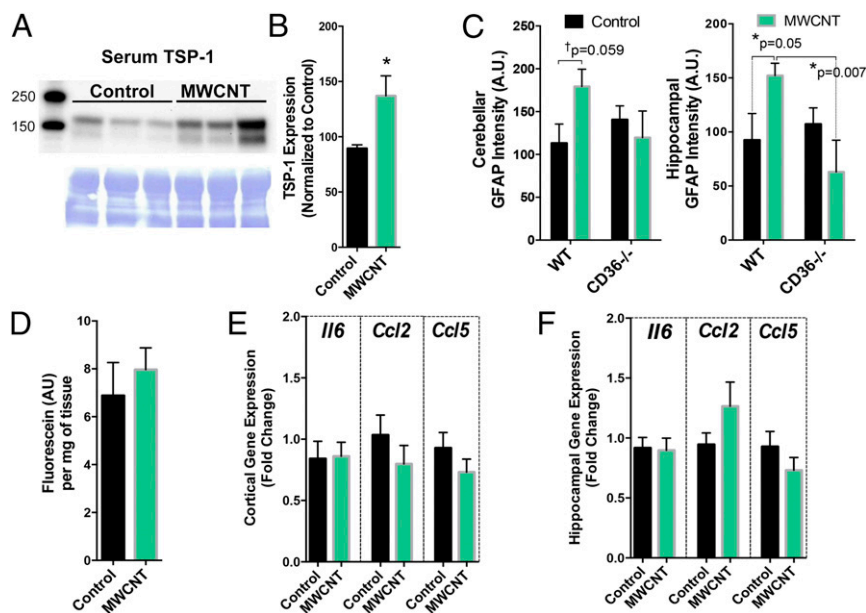 A
Serum TSP-1
Control MWCNT
250
150
B
TSP-1 Expression
(Normalized to Control)
200
150
100
50
0
*
Control
MWCNT
C
Control
MWCNT
Cerebellar
GFAP Intensity (A.U.)
250
200
150
100
50
0
†p=0.059
WT
CD36-/-
Hippocampal
GFAP Intensity (A.U.)
200
150
100
50
0
*p=0.05
*p=0.007
WT
CD36-/-
D
Fluorescein (AU)
per mg of tissue
10
8
6
4
2
0
Control
MWCNT
E
Cortical Gene Expression
(Fold Change)
2.0
1.5
1.0
0.5
0.0
Il6 Ccl2 Ccl5
Control
MWCNT
Control
MWCNT
Control
MWCNT
F
Hippocampal Gene Expression
(Fold Change)
2.0
1.5
1.0
0.5
0.0
Il6 Ccl2 Ccl5
Control
MWCNT
Control
MWCNT
Control
MWCNT